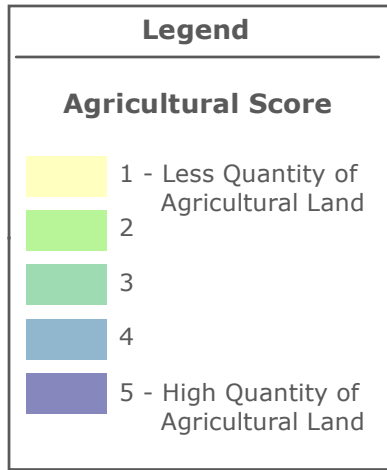 Legend
Agricultural Score
1 - Less Quantity of
Agricultural Land
2
3
4
5 - High Quantity of
Agricultural Land